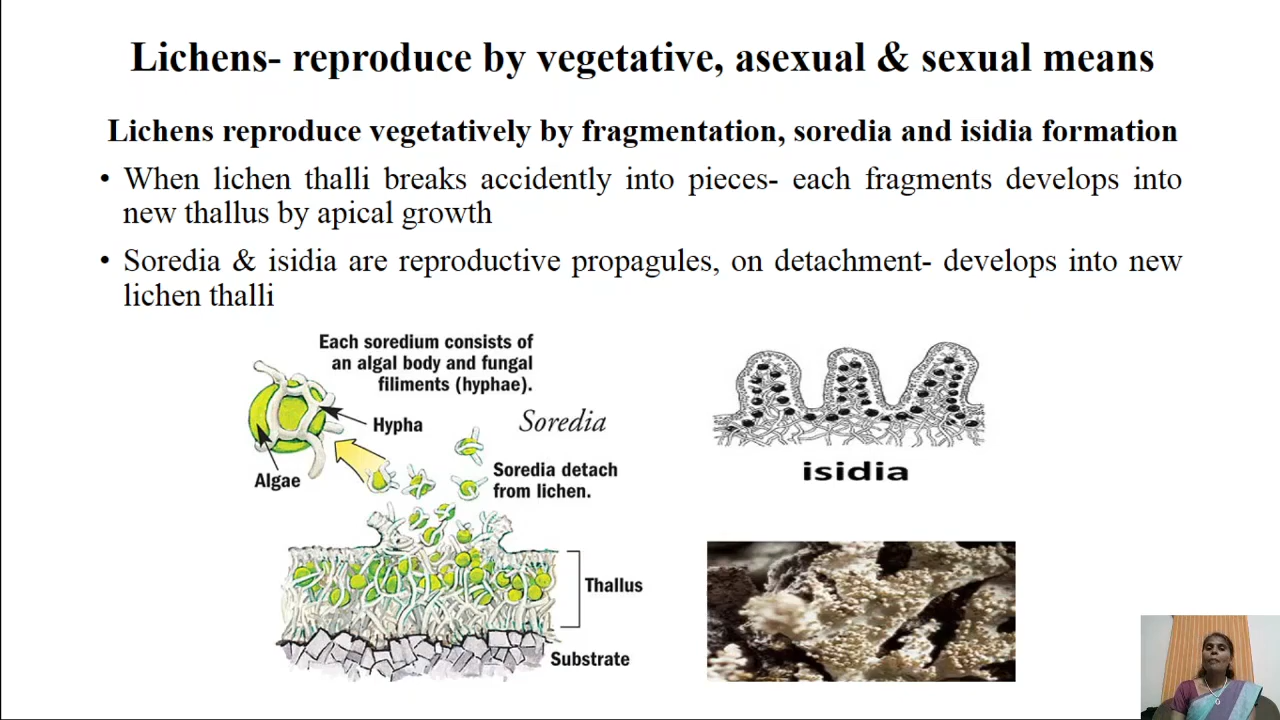 Lichens- reproduce by vegetative, asexual & sexual means
Lichens reproduce vegetatively by fragmentation, soredia and isidia formation
• When lichen thalli breaks accidently into pieces- each fragments develops into
new thallus by apical growth
• Soredia & isidia are reproductive propagules, on detachment- develops into new
lichen thalli
Each soredium consists of
an algal body and fungal
filiments (hyphae).
Hypha
Algae
Soredia
Soredia detach
from lichen.
Thallus
Substrate
isidia